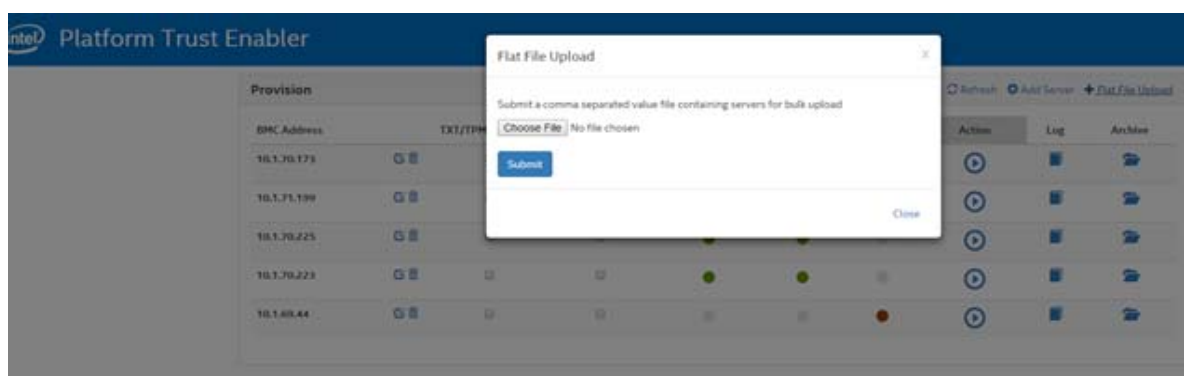 intel Platform Trust Enabler
Flat File Upload
x
Provision
Refresh Add Server Flat File Upload
Submit a comma separated value file containing servers for bulk upload
Choose File No file chosen
Submit
Close
BMC Address TXT/TPM Action Log Archive
10.1.70.173
10.1.71.199
10.1.70.225
10.1.70.223
10.1.69.44